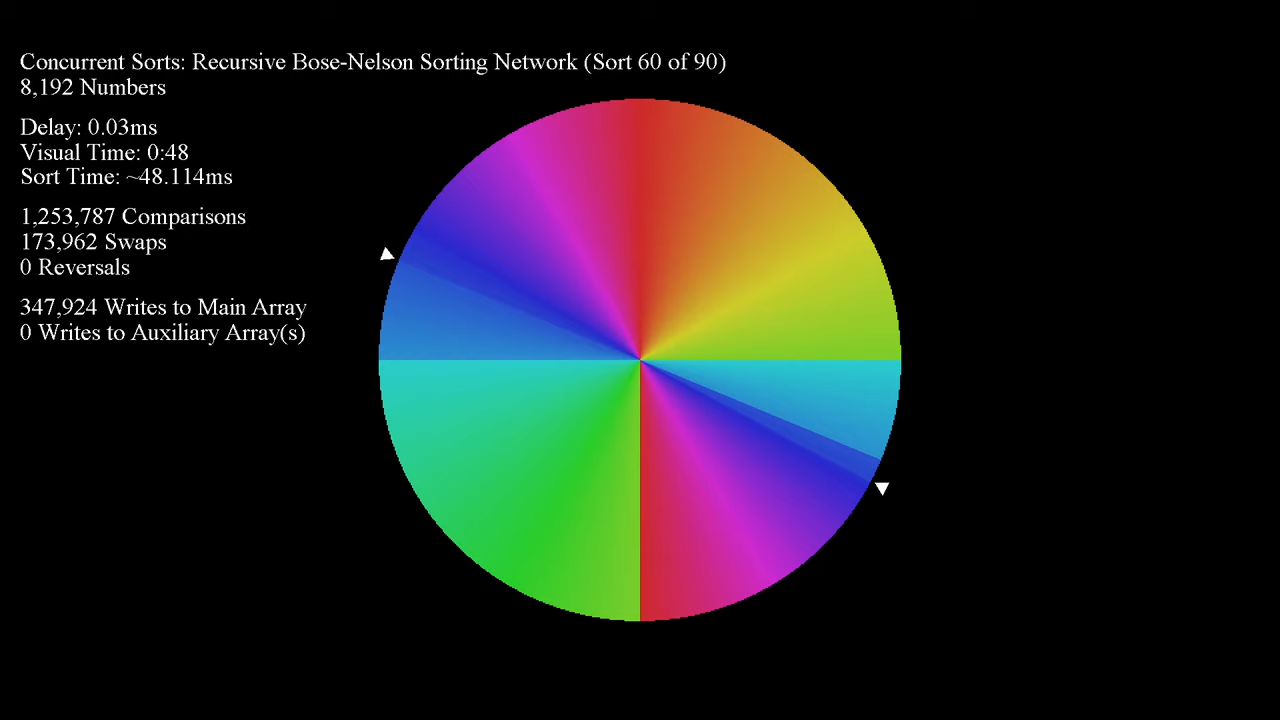 Concurrent Sorts: Recursive Bose-Nelson Sorting Network (Sort 60 of 90)
8,192 Numbers
Delay: 0.03ms
Visual Time: 0:48
Sort Time: ~48.114ms
1,253,787 Comparisons
173,962 Swaps
0 Reversals
347,924 Writes to Main Array
0 Writes to Auxiliary Array(s)